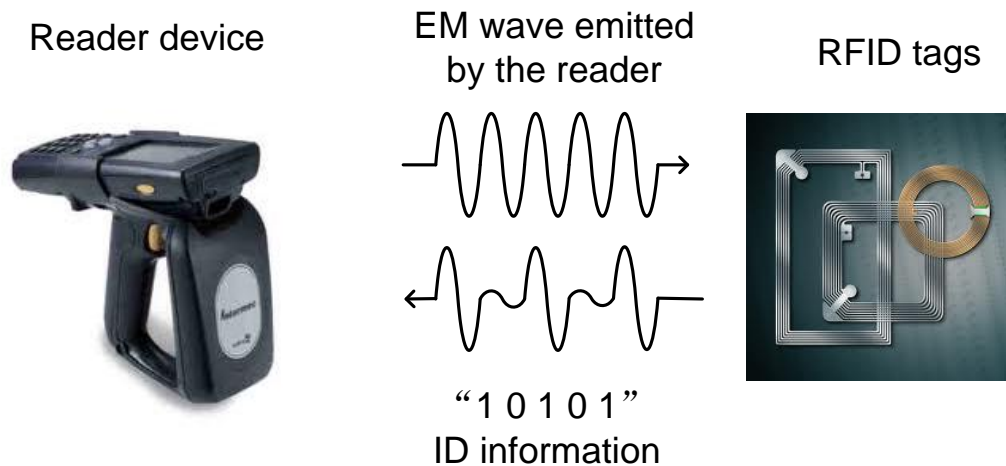 Reader device
EM wave emitted
by the reader
RFID tags
“1 0 1 0 1”
ID information